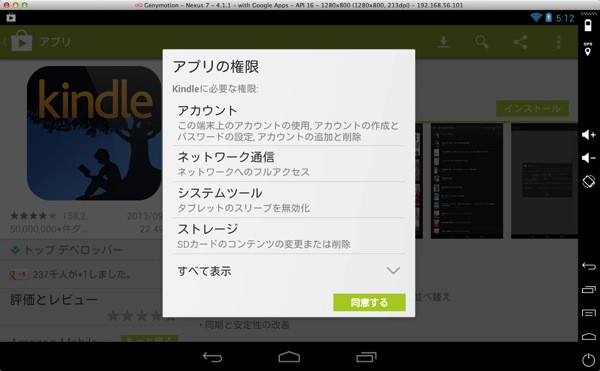 Genymotion – Nexus 7 - 4.1.1 - with Google Apps - API 16 - 1280x800 (1280x800, 213dpi) - 192.168.56.101
5:12
アプリ
GPS
kindle
インストール
アプリの権限
Kindleに必要な権限:
アカウント
この端末上のアカウントの使用, アカウントの作成と
パスワードの設定, アカウントの追加と削除
ネットワーク通信
ネットワークへのフルアクセス
システムツール
タブレットのスリープを無効化
ストレージ
SDカードのコンテンツの変更または削除
すべて表示
同意する
158,2
2013/09
50,000,000+件ダ
22.49
トップ デベロッパー
237千人が+1しました。
評価とレビュー
もっと見る
・同期と安定性の改善